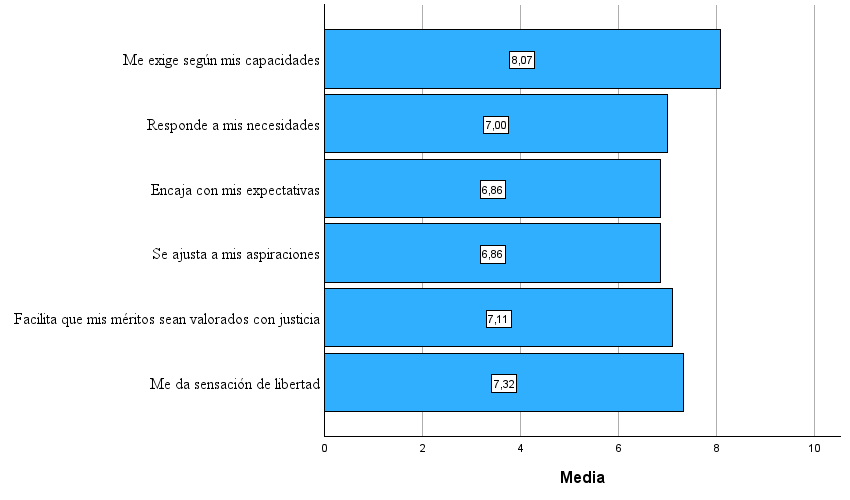 Me exige según mis capacidades
8,07
Responde a mis necesidades
7,00
Encaja con mis expectativas
6,86
Se ajusta a mis aspiraciones
6,86
Facilita que mis méritos sean valorados con justicia
7,11
Me da sensación de libertad
7,32
0 2 4 6 8 10
Media